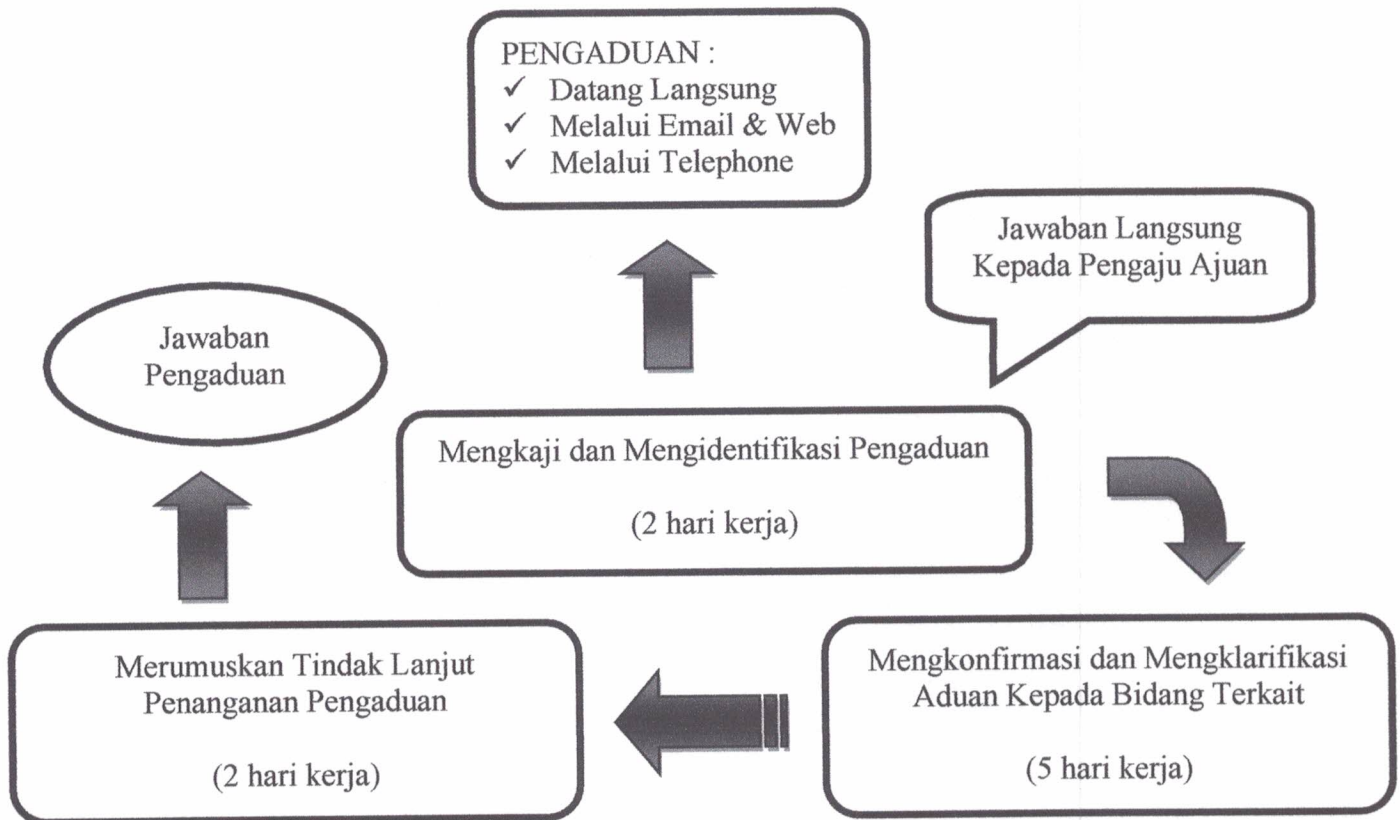 PENGADUAN :
✓ Datang Langsung
✓ Melalui Email & Web
✓ Melalui Telephone
Jawaban Langsung
Kepada Pengaju Ajuan
Jawaban
Pengaduan
Mengkaji dan Mengidentifikasi Pengaduan
(2 hari kerja)
Merumuskan Tindak Lanjut
Penanganan Pengaduan
(2 hari kerja)
Mengkonfirmasi dan Mengklarifikasi
Aduan Kepada Bidang Terkait
(5 hari kerja)